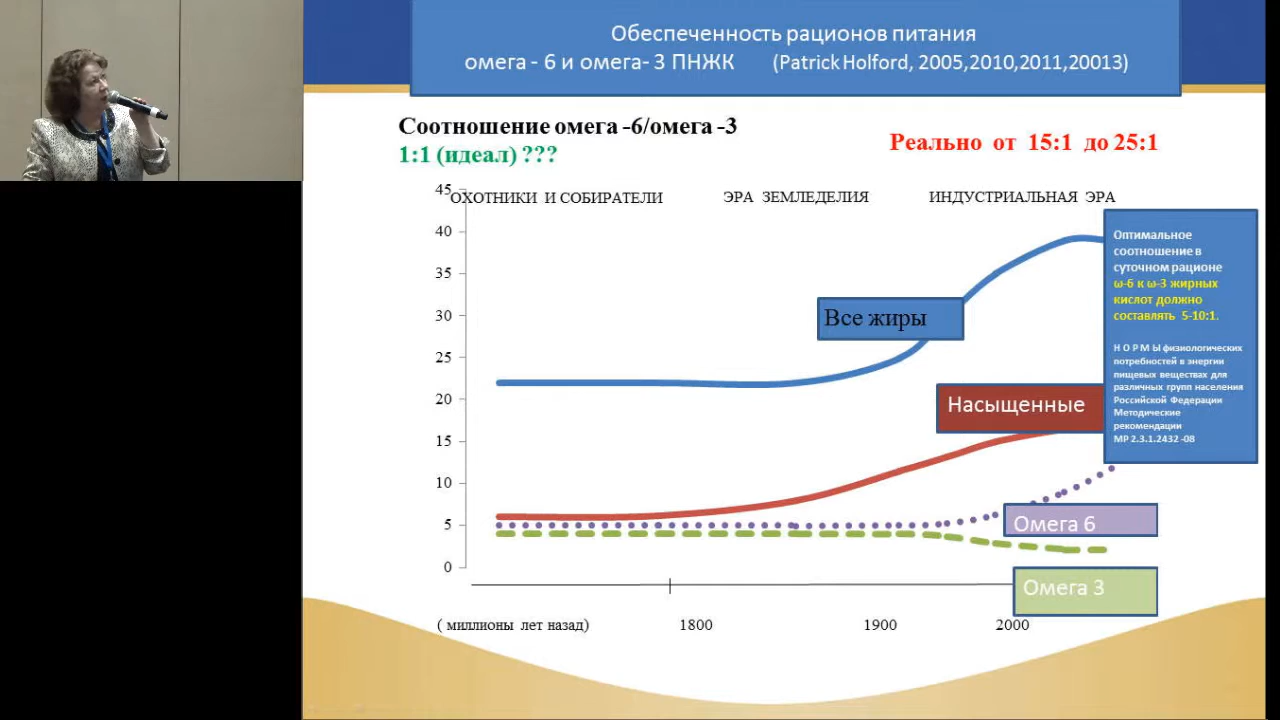 Обеспеченность рационов питания
омега - 6 и омега- 3 ПНЖК (Patrick Holford, 2005,2010,2011,20013)
Соотношение омега -6/омега -3
1:1 (идеал) ???
Реально от 15:1 до 25:1
45
ОХОТНИКИ И СОБИРАТЕЛИ
ЭРА ЗЕМЛЕДЕЛИЯ
ИНДУСТРИАЛЬНАЯ ЭРА
40
35
30
25
20
15
10
5
0
Все жиры
Насыщенные
Омега 6
Омега 3
Оптимальное
соотношение в
суточном рационе
ω-6 к ω-3 жирных
кислот должно
составлять 5-10:1.
Н О Р М Ы физиологических
потребностей в энергии
пищевых веществах для
различных групп населения
Российской Федерации
Методические
рекомендации
МР 2.3.1.2432 -08
( миллионы лет назад)
1800
1900
2000